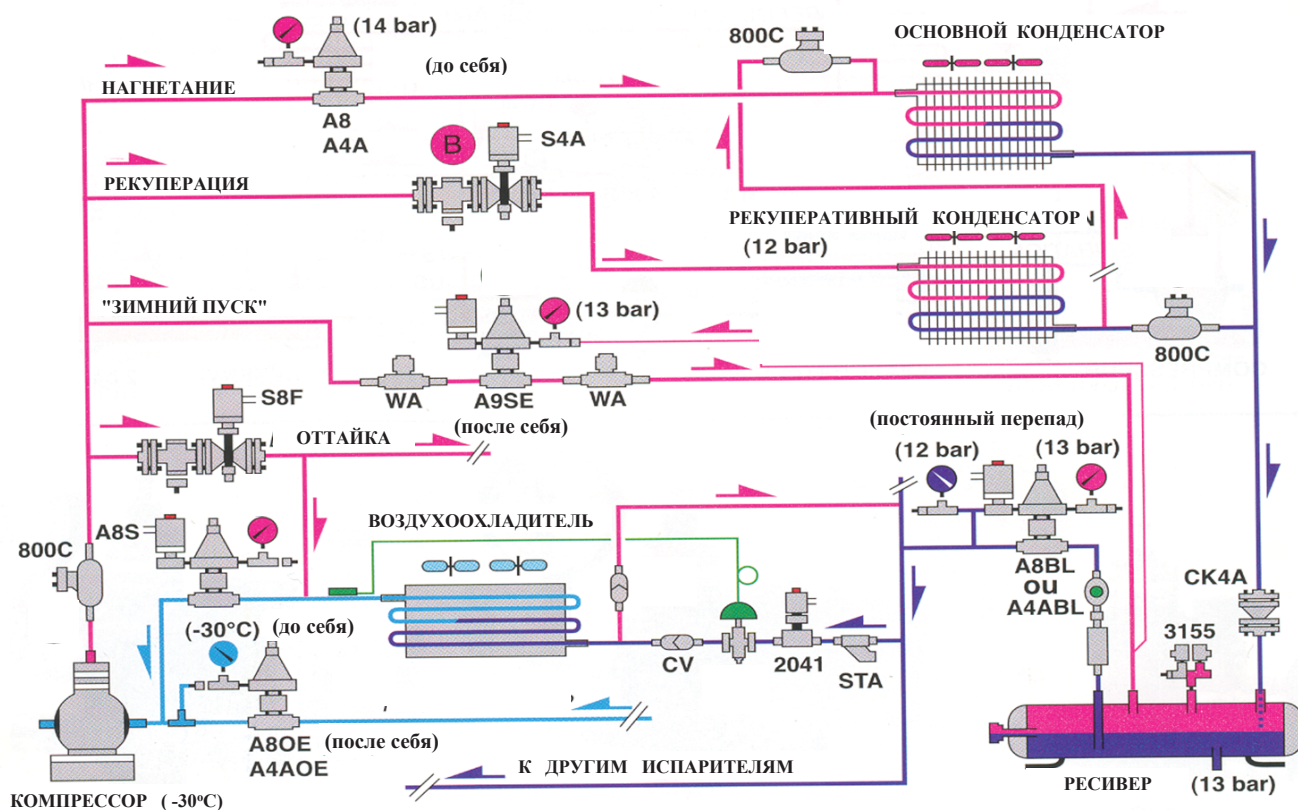 (14 bar)
800C
ОСНОВНОЙ КОНДЕНСАТОР
(до себя)
НАГНЕТАНИЕ
A8
A4A
B
S4A
РЕКУПЕРАЦИЯ
РЕКУПЕРАТИВНЫЙ КОНДЕНСАТОР
(12 bar)
"ЗИМНИЙ ПУСК"
(13 bar)
800C
WA
A9SE
WA
S8F
(после себя)
(постоянный перепад)
ОТТАЙКА
(12 bar)
(13 bar)
A8S
ВОЗДУХООХЛАДИТЕЛЬ
800C
A8BL
ou
A4ABL
CK4A
(-30°C)
(до себя)
3155
CV
2041
STA
A8OE
A4AOE
(после себя)
К ДРУГИМ ИСПАРИТЕЛЯМ
РЕСИВЕР
(13 bar)
КОМПРЕССОР ( -30°C)